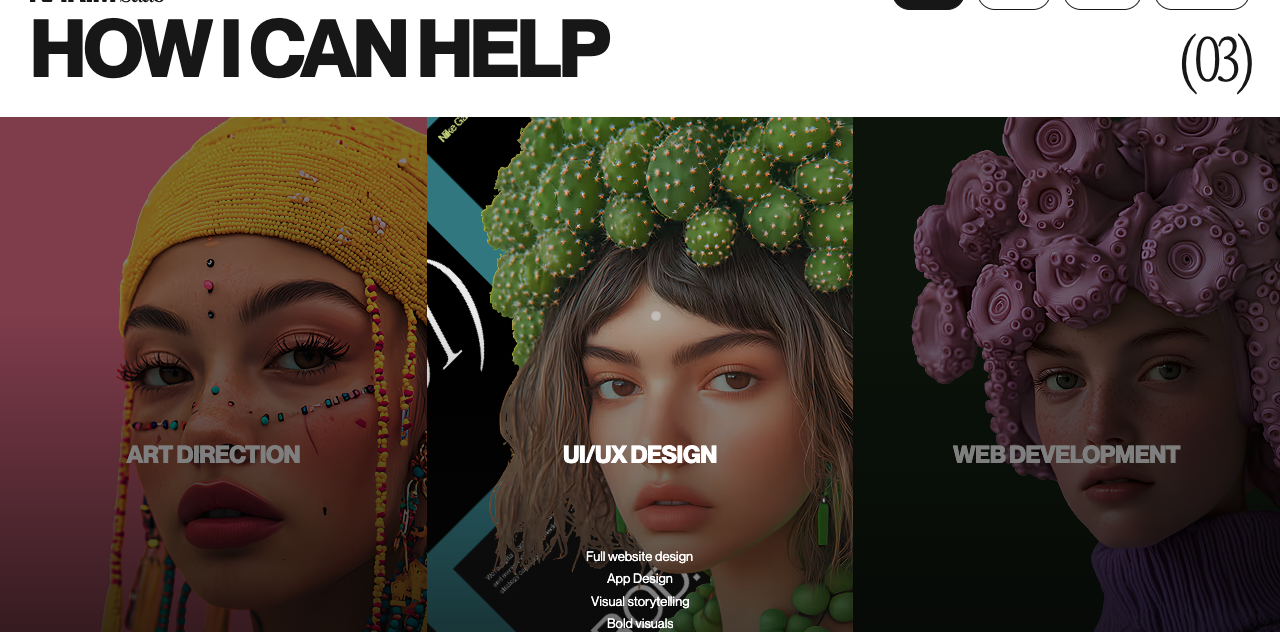 HOW I CAN HELP
(03)
ART DIRECTION
UI/UX DESIGN
WEB DEVELOPMENT
Full website design
App Design
Visual storytelling
Bold visuals